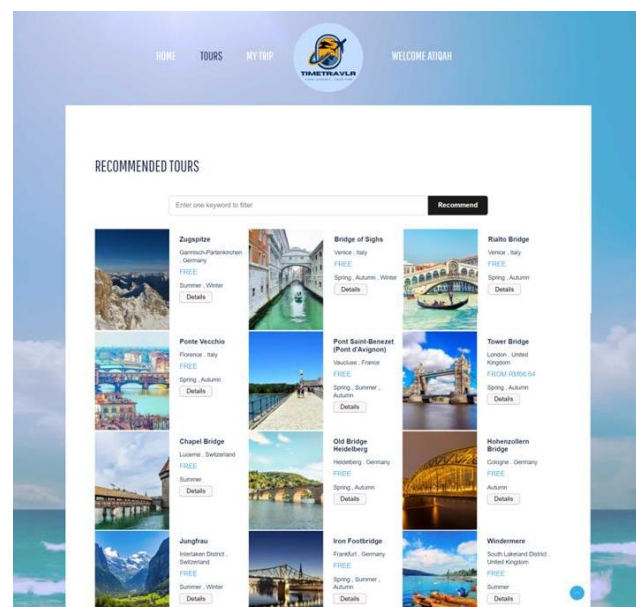 HOME
TOURS
MY TRIP
TIMETRAVLR
WELCOME ATIQAH
RECOMMENDED TOURS
Enter one keyword to filter
Recommend
Zugspitze
Garmisch-Partenkirchen
, Germany
FREE
Summer , Winter
Details
Bridge of Sighs
Venice , Italy
FREE
Spring , Autumn , Winter
Details
Rialto Bridge
Venice , Italy
FREE
Spring , Autumn
Details
Ponte Vecchio
Florence , Italy
FREE
Spring , Autumn
Details
Pont Saint-Benezet
(Pont d'Avignon)
Vaucluse , France
FREE
Spring , Summer ,
Autumn
Details
Tower Bridge
London , United
Kingdom
FROM RM66.64
Spring , Autumn
Details
Chapel Bridge
Lucerne , Switzerland
FREE
Summer
Details
Old Bridge
Heidelberg
Heidelberg , Germany
FREE
Spring , Autumn
Details
Hohenzollern
Bridge
Cologne , Germany
FREE
Autumn
Details
Jungfrau
Interlaken District ,
Switzerland
FREE
Summer , Winter
Details
Iron Footbridge
Frankfurt , Germany
FREE
Spring , Summer ,
Autumn
Details
Windermere
South Lakeland District ,
United Kingdom
FREE
Summer
Details